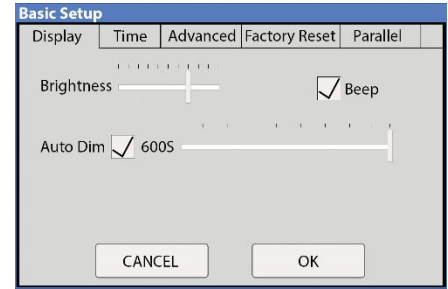 Basic Setup
Display Time Advanced Factory Reset Parallel
Brightness Beep
Auto Dim 600S
CANCEL OK